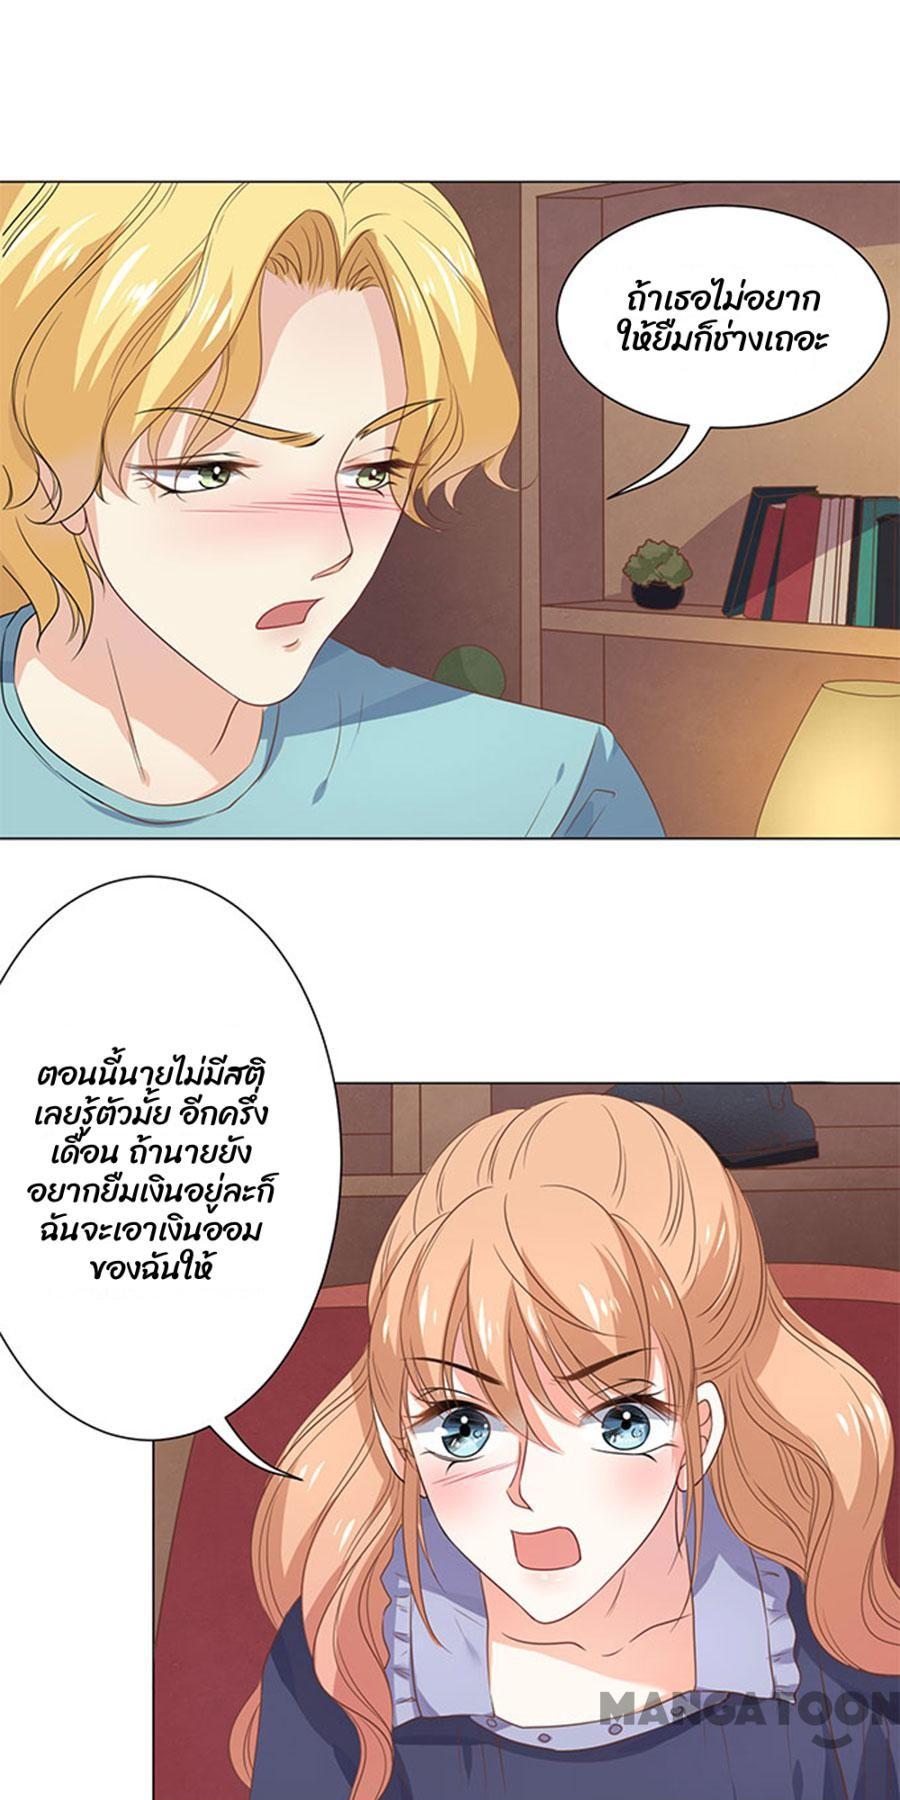 ถ้าเธอไม่อยาก
ให้ยืมก็ช่างเถอะ
ตอนนี้นายไม่มีสติ
เลยรู้ตัวมั้ย อีกครึ่ง
เดือน ถ้านายยัง
อยากยืมเงินอยู่ละก็
ฉันจะเอาเงินออม
ของฉันให้
MANGATOON